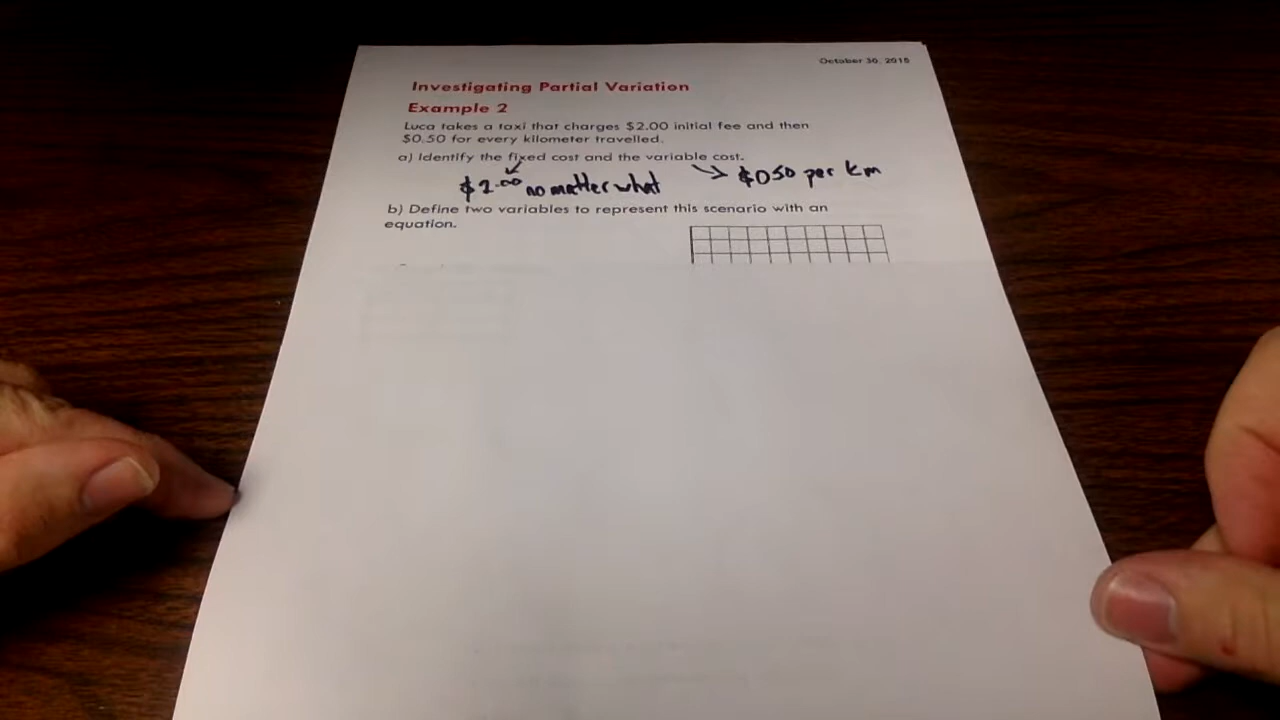 October 30, 2015
Investigating Partial Variation
Example 2
Luca takes a taxi that charges $2.00 initial fee and then
$0.50 for every kilometer travelled.
a) Identify the fixed cost and the variable cost.
$2.00 no matter what
$0.50 per km
b) Define two variables to represent this scenario with an
equation.